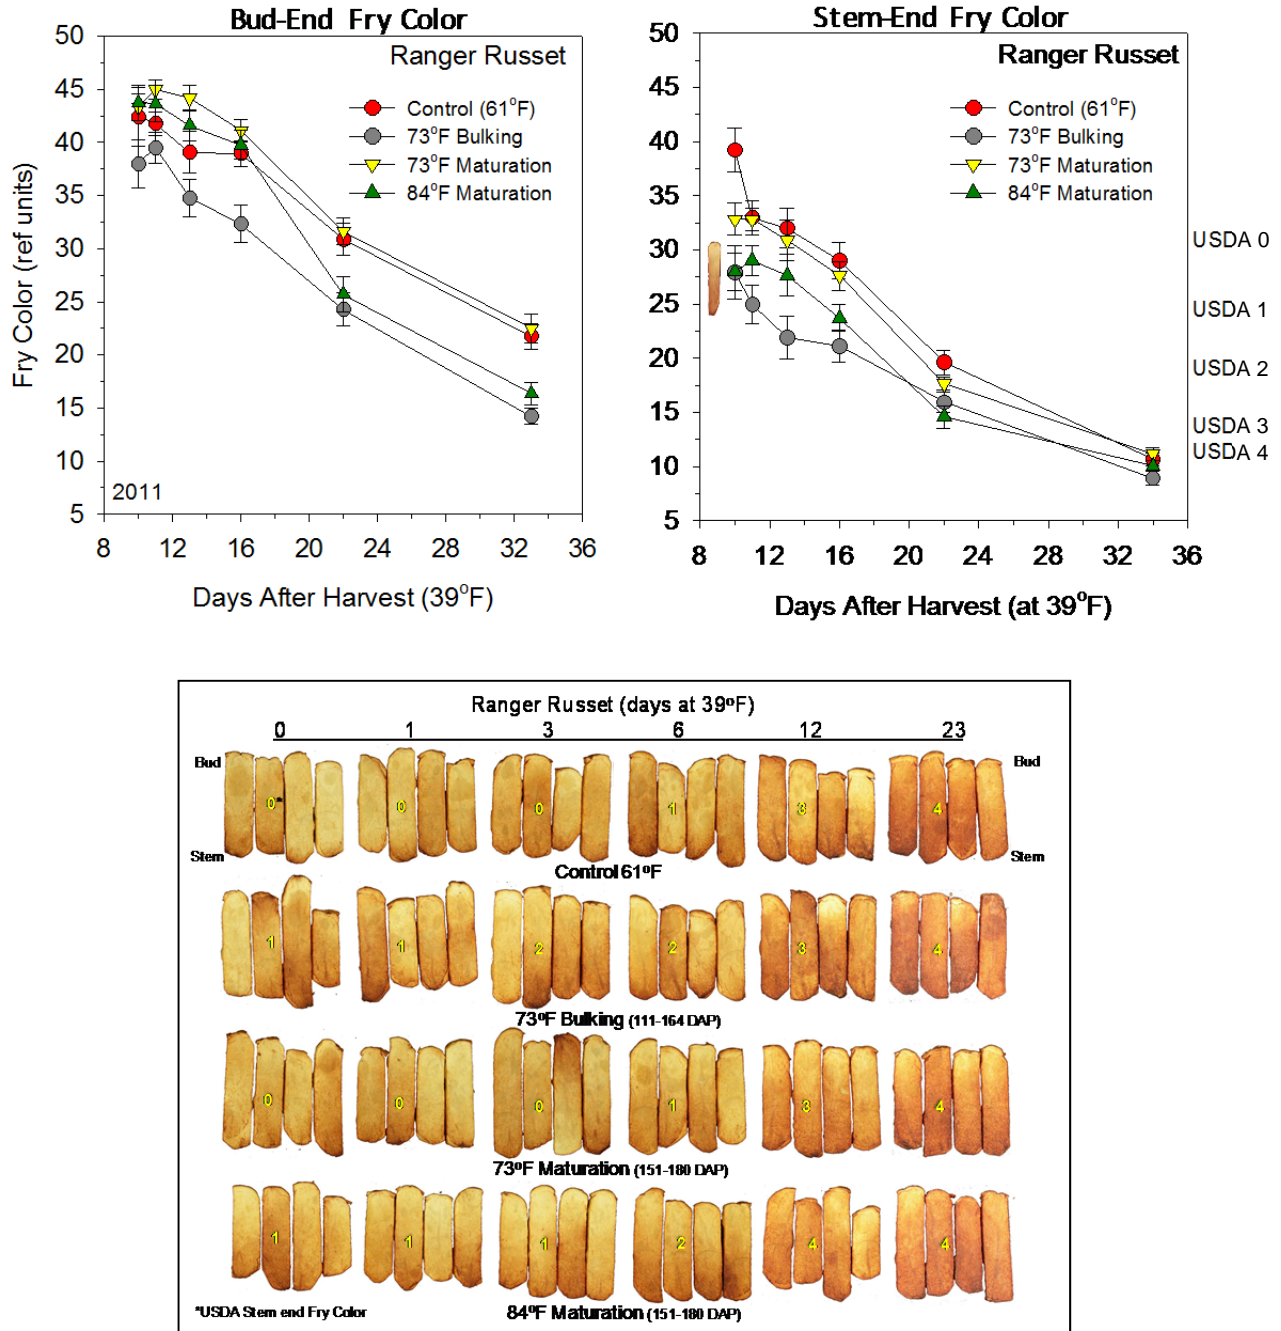 Bud-End Fry Color
Ranger Russet
Control (61°F)
73°F Bulking
73°F Maturation
84°F Maturation
50
45
40
35
30
25
20
15
10
5
Fry Color (ref units)
2011
8 12 16 20 24 28 32 36
Days After Harvest (39°F)
Stem-End Fry Color
Ranger Russet
Control (61°F)
73°F Bulking
73°F Maturation
84°F Maturation
50
45
40
35
30
25
20
15
10
5
USDA 0
USDA 1
USDA 2
USDA 3
USDA 4
8 12 16 20 24 28 32 36
Days After Harvest (at 39°F)
Ranger Russet (days at 39°F)
0 1 3 6 12 23
Bud Bud
0* 0 0 1 3 4
Stem Stem
Control 61°F
1 1 2 2 3 4
73°F Bulking (111-164 DAP)
0 0 0 1 3 4
73°F Maturation (151-180 DAP)
1 1 1 2 4 4
*USDA Stem end Fry Color
84°F Maturation (151-180 DAP)